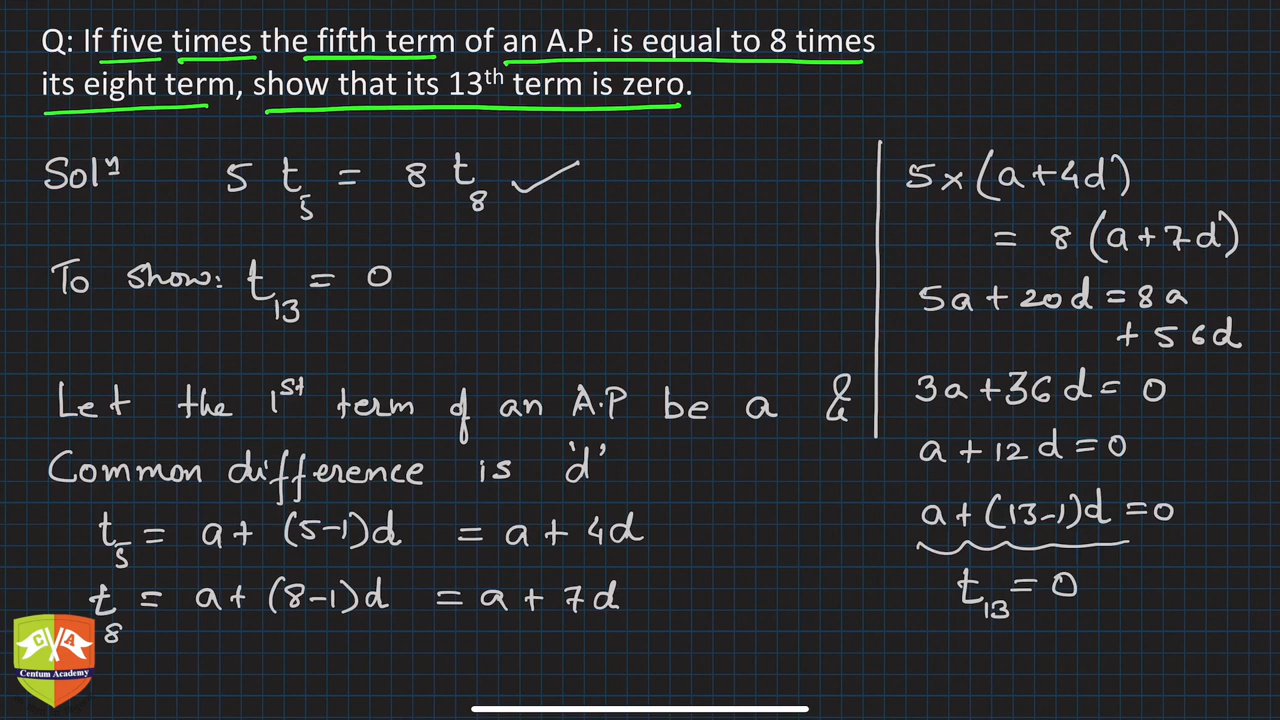 Q: If five times the fifth term of an A.P. is equal to 8 times
its eight term, show that its 13th term is zero.
Solⁿ 5 t₅ = 8 t₈ ✓
To show: t₁₃ = 0
Let the 1st term of an A.P be a &
Common difference is 'd'
t₅ = a + (5-1)d = a + 4d
t₈ = a + (8-1)d = a + 7d
5 × (a + 4d)
= 8 (a + 7d)
5a + 20d = 8a
+ 56d
3a + 36d = 0
a + 12d = 0
a + (13-1)d = 0
t₁₃ = 0
C A
Centum Academy